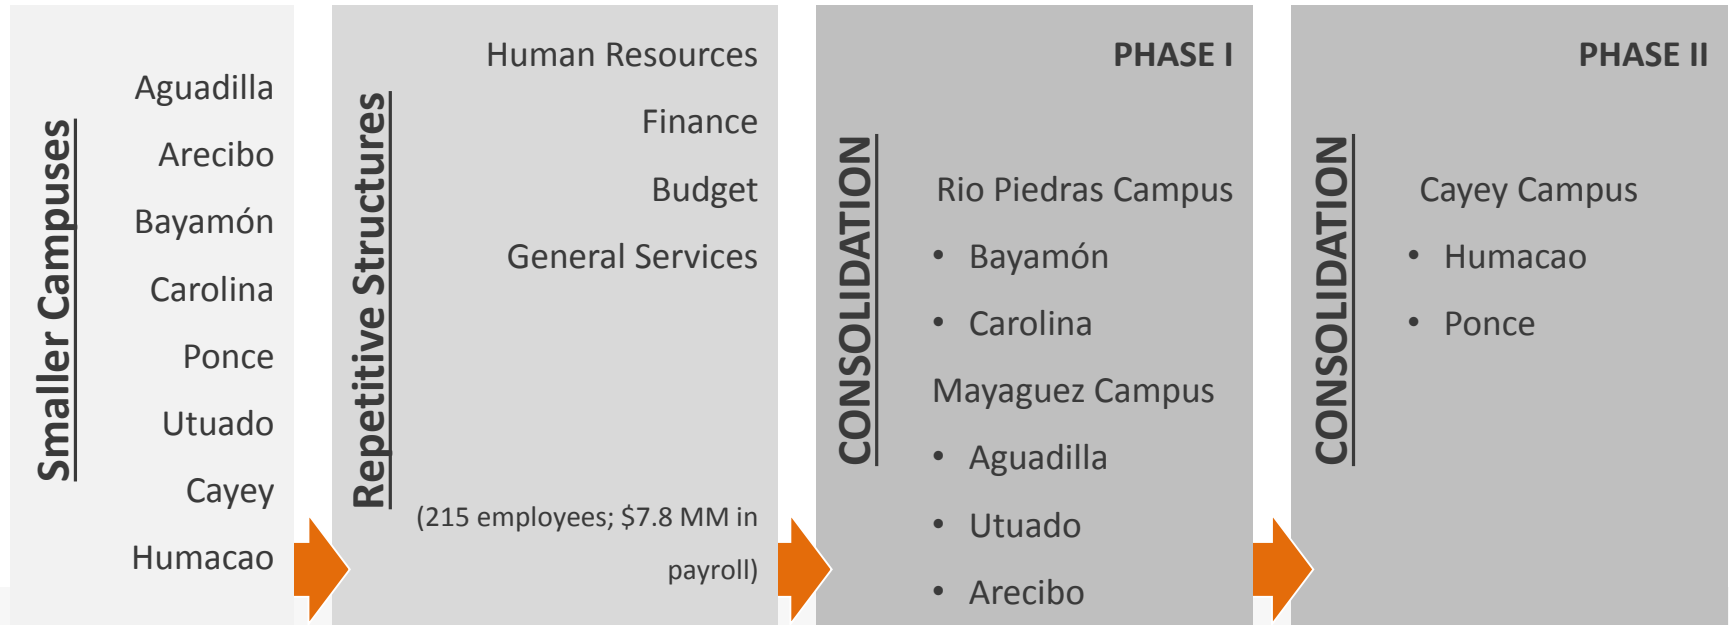 Smaller Campuses
Aguadilla
Arecibo
Bayamón
Carolina
Ponce
Utuado
Cayey
Humacao
Repetitive Structures
Human Resources
Finance
Budget
General Services
(215 employees; $7.8 MM in
payroll)
CONSOLIDATION
PHASE I
Rio Piedras Campus
• Bayamón
• Carolina
Mayaguez Campus
• Aguadilla
• Utuado
• Arecibo
CONSOLIDATION
PHASE II
Cayey Campus
• Humacao
• Ponce